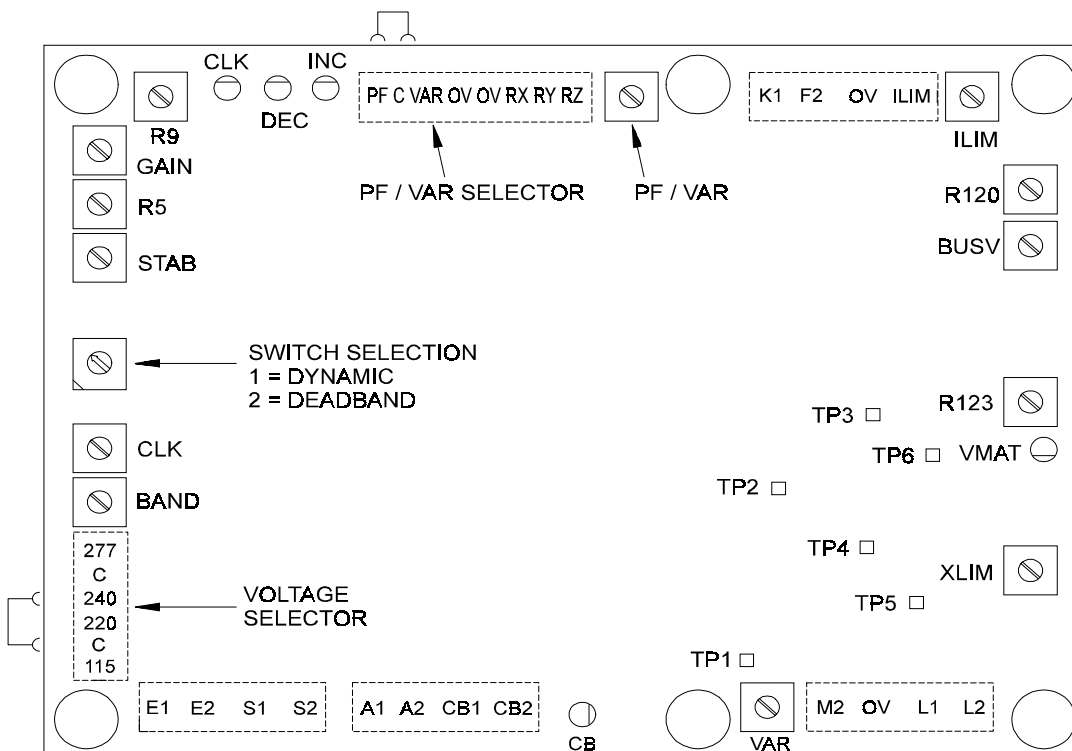 CLK
INC
DEC
R9
PF C VAR OV OV RX RY RZ
K1 F2 OV ILIM
ILIM
GAIN
PF / VAR SELECTOR
PF / VAR
R120
R5
BUSV
STAB
SWITCH SELECTION
1 = DYNAMIC
2 = DEADBAND
R123
TP3
CLK
TP6
VMAT
TP2
BAND
277
C
240
220
C
115
VOLTAGE
SELECTOR
TP4
XLIM
TP5
TP1
E1 E2 S1 S2
A1 A2 CB1 CB2
CB
VAR
M2 OV L1 L2